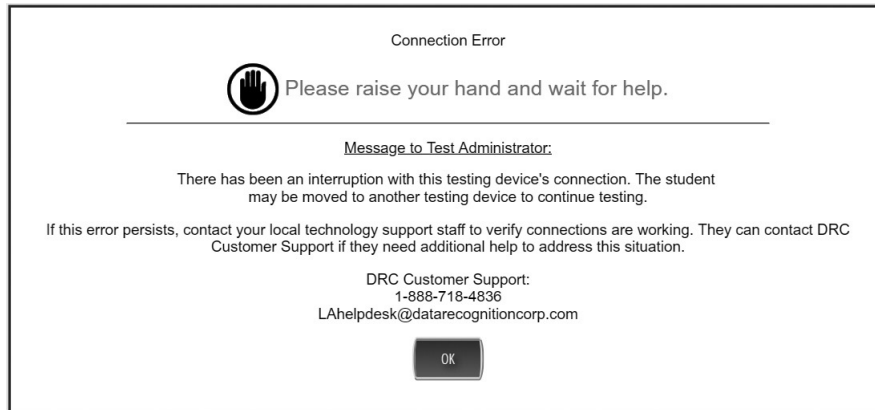 Connection Error
Please raise your hand and wait for help.
Message to Test Administrator:
There has been an interruption with this testing device's connection. The student
may be moved to another testing device to continue testing.
If this error persists, contact your local technology support staff to verify connections are working. They can contact DRC
Customer Support if they need additional help to address this situation.
DRC Customer Support:
1-888-718-4836
LAhelpdesk@datarecognitioncorp.com
OK